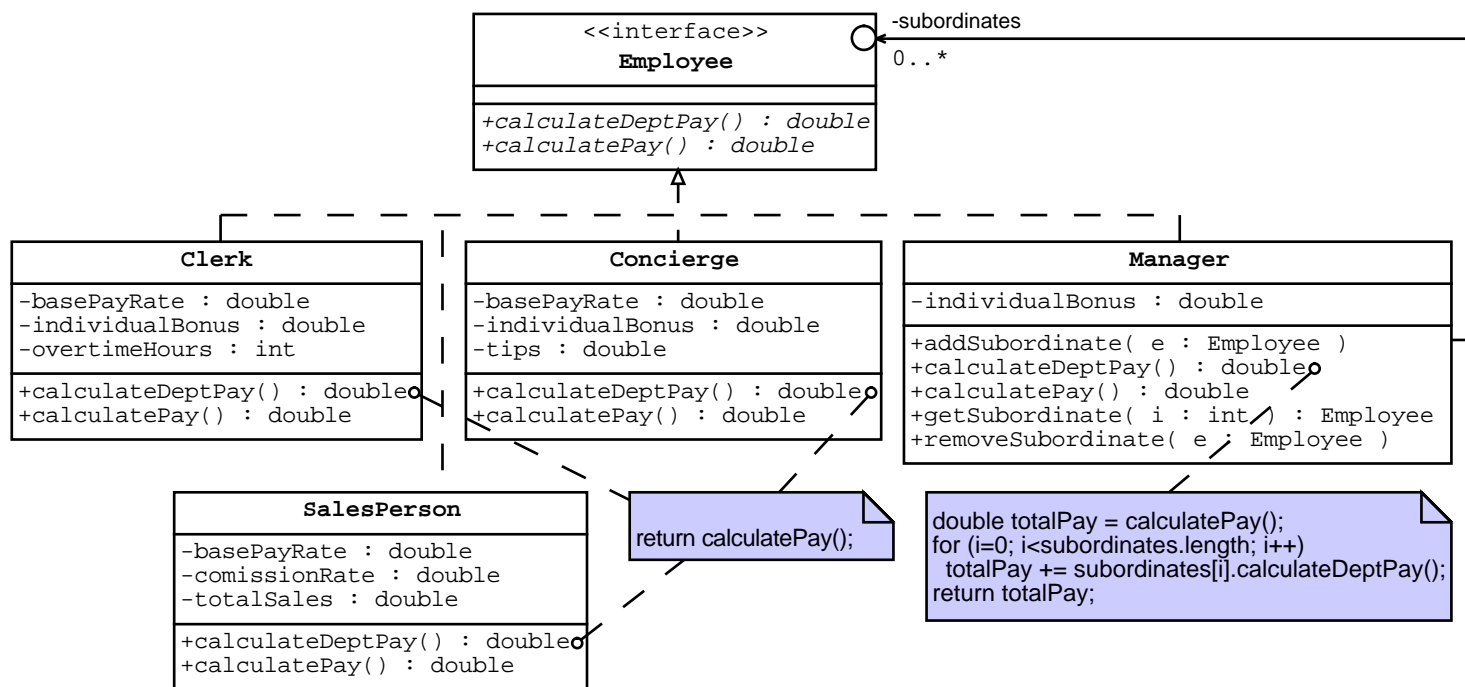 <<interface>>
Employee
-subordinates
0..*
+calculateDeptPay() : double
+calculatePay() : double
Clerk
-basePayRate : double
-individualBonus : double
-overtimeHours : int
+calculateDeptPay() : double
+calculatePay() : double
Concierge
-basePayRate : double
-individualBonus : double
-tips : double
+calculateDeptPay() : double
+calculatePay() : double
Manager
-individualBonus : double
+addSubordinate( e : Employee )
+calculateDeptPay() : double
+calculatePay() : double
+getSubordinate( i : int ) : Employee
+removeSubordinate( e : Employee )
SalesPerson
-basePayRate : double
-comissionRate : double
-totalSales : double
+calculateDeptPay() : double
+calculatePay() : double
return calculatePay();
double totalPay = calculatePay();
for (i=0; i<subordinates.length; i++)
totalPay += subordinates[i].calculateDeptPay();
return totalPay;